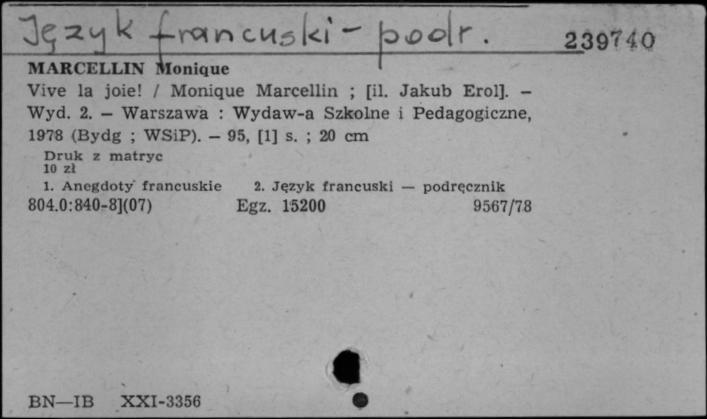 Język francuski - podr.
239740
MARCELLIN Monique
Vive la joie! / Monique Marcellin ; [il. Jakub Erol]. —
Wyd. 2. — Warszawa : Wydaw-a Szkolne i Pedagogiczne,
1978 (Bydg ; WSiP). — 95, [1] s. ; 20 cm
Druk z matryc
10 zł
1. Anegdoty francuskie 2. Język francuski — podręcznik
804.0:840-8](07) Egz. 15200 9567/78
BN—IB XXI-3356